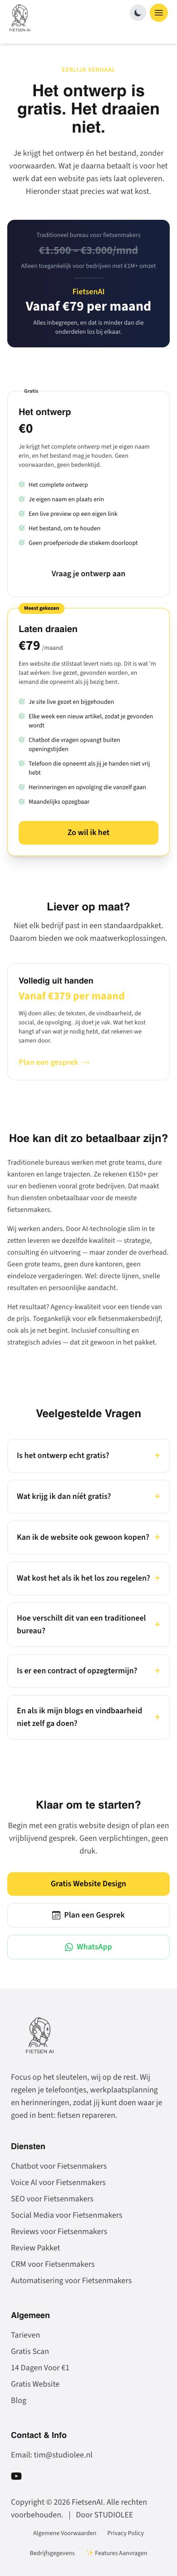 FIETSEN AI
EERLIJK VERHAAL
Het ontwerp is
gratis. Het draaien
niet.
Je krijgt het ontwerp én het bestand, zonder
voorwaarden. Wat je daarna betaalt is voor het
werk dat een website pas iets laat opleveren.
Hieronder staat precies wat wat kost.
Traditioneel bureau voor fietsenmakers
€1.500 – €3.000/mnd
Alleen toegankelijk voor bedrijven met €1M+ omzet
FietsenAI
Vanaf €79 per maand
Alles inbegrepen, en dat is minder dan die
onderdelen los bij elkaar.
Gratis
Het ontwerp
€0
Je krijgt het complete ontwerp met je eigen naam
erin, en het bestand mag je houden. Geen
voorwaarden, geen bedenktijd.
Het complete ontwerp
Je eigen naam en plaats erin
Een live preview op een eigen link
Het bestand, om te houden
Geen proefperiode die stiekem doorloopt
Vraag je ontwerp aan
Meest gekozen
Laten draaien
€79 /maand
Een website die stilstaat levert niets op. Dit is wat 'm
laat werken: live gezet, gevonden worden, en
iemand die opneemt als jij bezig bent.
Je site live gezet en bijgehouden
Elke week een nieuw artikel, zodat je gevonden
wordt
Chatbot die vragen opvangt buiten
openingstijden
Telefoon die opneemt als jij je handen niet vrij
hebt
Herinneringen en opvolging die vanzelf gaan
Maandelijks opzegbaar
Zo wil ik het
Liever op maat?
Niet elk bedrijf past in een standaardpakket.
Daarom bieden we ook maatwerkoplossingen.
Volledig uit handen
Vanaf €379 per maand
Wij doen alles: de teksten, de vindbaarheid, de
social, de opvolging. Jij doet je vak. Wat het kost
hangt af van wat je nodig hebt, dat rekenen we
samen door.
Plan een gesprek →
Hoe kan dit zo betaalbaar zijn?
Traditionele bureaus werken met grote teams, dure
kantoren en lange trajecten. Ze rekenen €150+ per
uur en bedienen vooral grote bedrijven. Dat maakt
hun diensten onbetaalbaar voor de meeste
fietsenmakers.
Wij werken anders. Door AI-technologie slim in te
zetten leveren we dezelfde kwaliteit — strategie,
consulting én uitvoering — maar zonder de overhead.
Geen grote teams, geen dure kantoren, geen
eindeloze vergaderingen. Wel: directe lijnen, snelle
resultaten en persoonlijke aandacht.
Het resultaat? Agency-kwaliteit voor een tiende van
de prijs. Toegankelijk voor elk fietsenmakersbedrijf,
ook als je net begint. Inclusief consulting en
strategisch advies — dat zit gewoon in het pakket.
Veelgestelde Vragen
Is het ontwerp echt gratis? +
Wat krijg ik dan níét gratis? +
Kan ik de website ook gewoon kopen? +
Wat kost het als ik het los zou regelen? +
Hoe verschilt dit van een traditioneel
bureau? +
Is er een contract of opzegtermijn? +
En als ik mijn blogs en vindbaarheid
niet zelf ga doen? +
Klaar om te starten?
Begin met een gratis website design of plan een
vrijblijvend gesprek. Geen verplichtingen, geen
druk.
Gratis Website Design
Plan een Gesprek
WhatsApp
FIETSEN AI
Focus op het sleutelen, wij op de rest. Wij
regelen je telefoontjes, werkplaatsplanning
en herinneringen, zodat jij kunt doen waar je
goed in bent: fietsen repareren.
Diensten
Chatbot voor Fietsenmakers
Voice AI voor Fietsenmakers
SEO voor Fietsenmakers
Social Media voor Fietsenmakers
Reviews voor Fietsenmakers
Review Pakket
CRM voor Fietsenmakers
Automatisering voor Fietsenmakers
Algemeen
Tarieven
Gratis Scan
14 Dagen Voor €1
Gratis Website
Blog
Contact & Info
Email: tim@studiolee.nl
Copyright © 2026 FietsenAI. Alle rechten
voorbehouden. | Door STUDIOLEE
Algemene Voorwaarden Privacy Policy
Bedrijfsgegevens ✨ Features Aanvragen